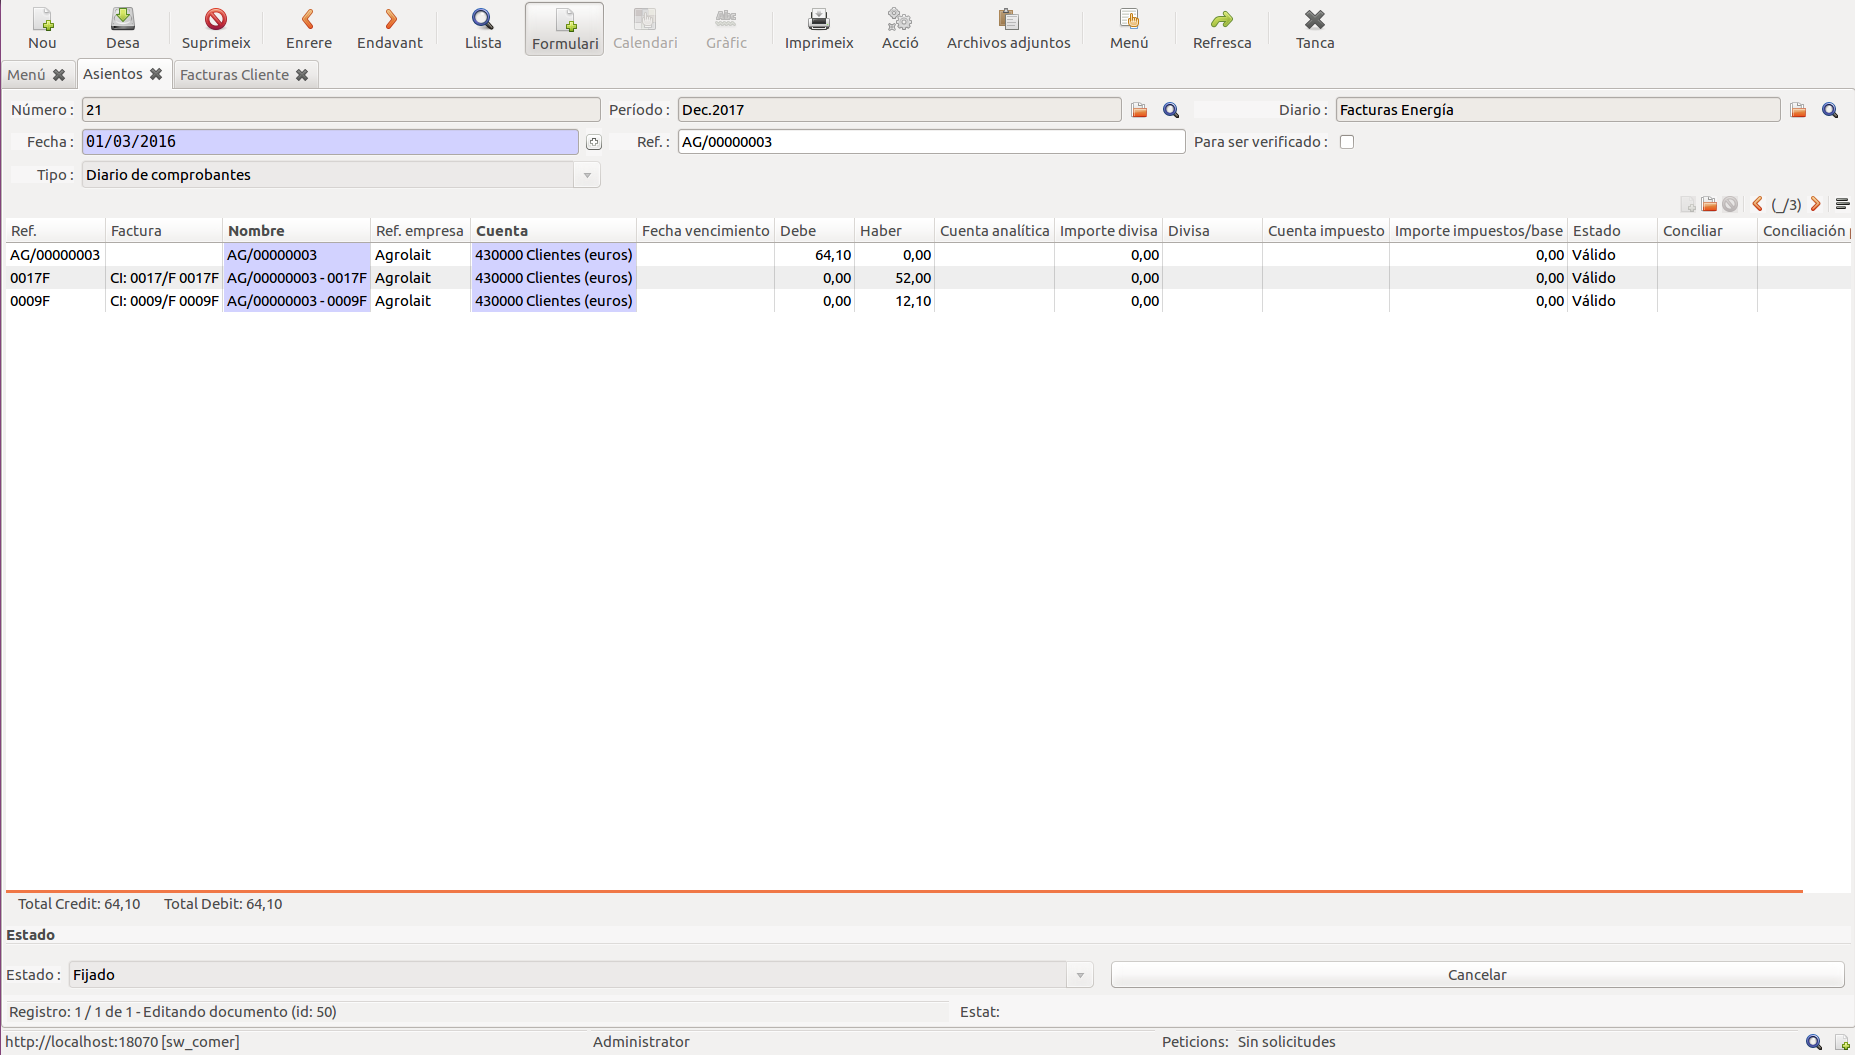 Nou Desa Suprimeix Enrere Endavant Llista Formulari Calendari Gràfic Imprimeix Acció Archivos adjuntos Menú Refresca Tanca
Menú Asientos Facturas Cliente
Número : 21 Período : Dec.2017 Diario : Facturas Energía
Fecha : 01/03/2016 Ref. : AG/00000003 Para ser verificado :
Tipo : Diario de comprobantes
(_/3)
Ref. Factura Nombre Ref. empresa Cuenta Fecha vencimiento Debe Haber Cuenta analítica Importe divisa Divisa Cuenta impuesto Importe impuestos/base Estado Conciliar Conciliación
AG/00000003 AG/00000003 Agrolait 430000 Clientes (euros) 64,10 0,00 0,00 0,00 Válido
0017F CI: 0017/F 0017F AG/00000003 - 0017F Agrolait 430000 Clientes (euros) 0,00 52,00 0,00 0,00 Válido
0009F CI: 0009/F 0009F AG/00000003 - 0009F Agrolait 430000 Clientes (euros) 0,00 12,10 0,00 0,00 Válido
Total Credit: 64,10 Total Debit: 64,10
Estado
Estado : Fijado Cancelar
Registro: 1 / 1 de 1 - Editando documento (id: 50) Estat:
http://localhost:18070 [sw_comer] Administrator Peticions: Sin solicitudes